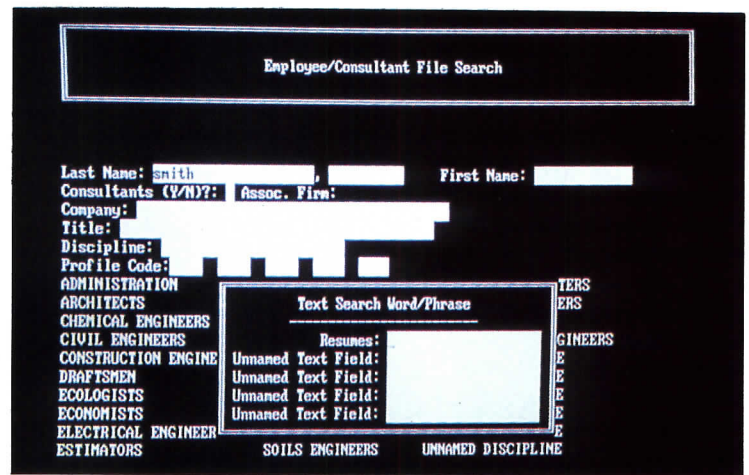 Employee/Consultant File Search
Last Name: smith , First Name:
Consultants (Y/N)?: Assoc. Firm:
Company:
Title:
Discipline:
Profile Code:
ADMINISTRATION TERS
ARCHITECTS Text Search Word/Phrase ERS
CHEMICAL ENGINEERS
CIVIL ENGINEERS Resumes: GINEERS
CONSTRUCTION ENGINE Unnamed Text Field: E
DRAFTSMEN Unnamed Text Field: E
ECOLOGISTS Unnamed Text Field: E
ECONOMISTS Unnamed Text Field: E
ELECTRICAL ENGINEER E
ESTIMATORS SOILS ENGINEERS UNNAMED DISCIPLINE